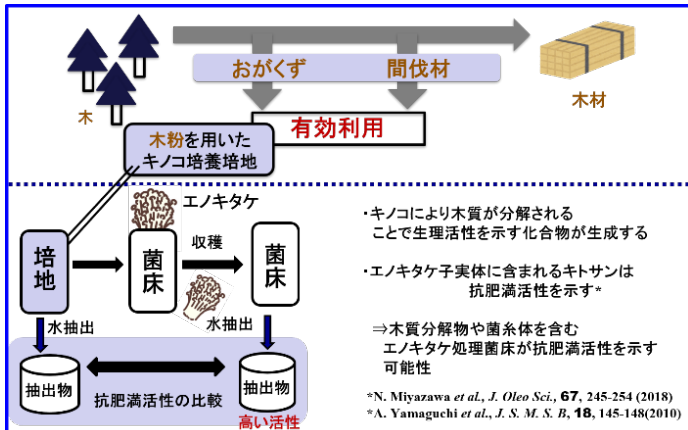 おがくず
間伐材
木
木材
有効利用
木粉を用いた
キノコ培養培地
エノキタケ
培地
菌床
収穫
菌床
水抽出
水抽出
抽出物
抗肥満活性の比較
抽出物
高い活性
・キノコにより木質が分解される
ことで生理活性を示す化合物が生成する
・エノキタケ子実体に含まれるキトサンは
抗肥満活性を示す*
⇒木質分解物や菌糸体を含む
エノキタケ処理菌床が抗肥満活性を示す
可能性
*N. Miyazawa et al., J. Oleo Sci., 67, 245-254 (2018)
*A. Yamaguchi et al., J. S. M. S. B, 18, 145-148(2010)